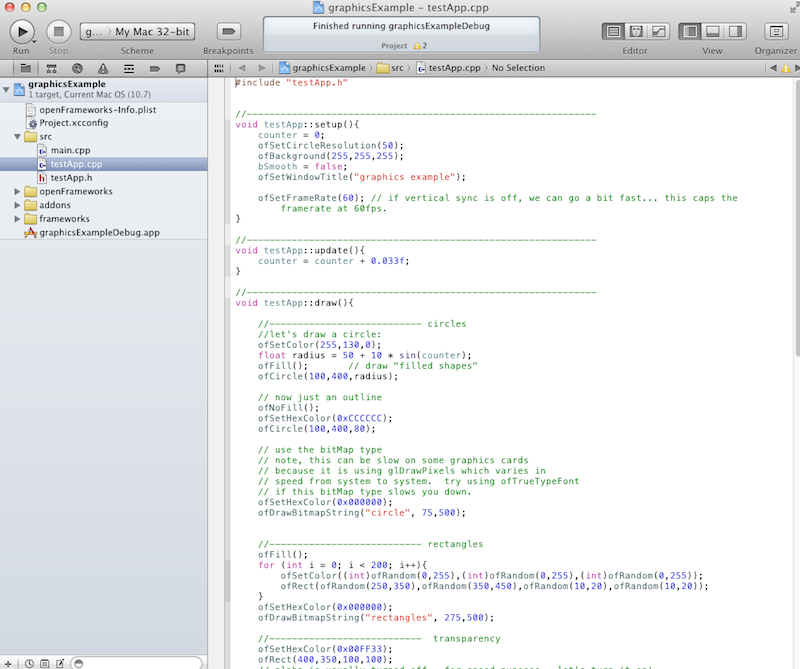 graphicsExample – testApp.cpp
Run
Stop
g... › My Mac 32-bit
Scheme
Breakpoints
Finished running graphicsExampleDebug
Project 2
Editor
View
Organizer
graphicsExample › src › testApp.cpp › No Selection
graphicsExample
1 target, Current Mac OS (10.7)
openFrameworks-Info.plist
Project.xcconfig
src
main.cpp
testApp.cpp
testApp.h
openFrameworks
addons
frameworks
graphicsExampleDebug.app
#include "testApp.h"
//--------------------------------------------------------------
void testApp::setup(){
counter = 0;
ofSetCircleResolution(50);
ofBackground(255,255,255);
bSmooth = false;
ofSetWindowTitle("graphics example");
ofSetFrameRate(60); // if vertical sync is off, we can go a bit fast... this caps the
framerate at 60fps.
}
//--------------------------------------------------------------
void testApp::update(){
counter = counter + 0.033f;
}
//--------------------------------------------------------------
void testApp::draw(){
//--------------------------- circles
//let's draw a circle:
ofSetColor(255,130,0);
float radius = 50 + 10 * sin(counter);
ofFill(); // draw "filled shapes"
ofCircle(100,400,radius);
// now just an outline
ofNoFill();
ofSetHexColor(0xCCCCCC);
ofCircle(100,400,80);
// use the bitMap type
// note, this can be slow on some graphics cards
// because it is using glDrawPixels which varies in
// speed from system to system. try using ofTrueTypeFont
// if this bitMap type slows you down.
ofSetHexColor(0x000000);
ofDrawBitmapString("circle", 75,500);
//--------------------------- rectangles
ofFill();
for (int i = 0; i < 200; i++){
ofSetColor((int)ofRandom(0,255),(int)ofRandom(0,255),(int)ofRandom(0,255));
ofRect(ofRandom(250,350),ofRandom(350,450),ofRandom(10,20),ofRandom(10,20));
}
ofSetHexColor(0x000000);
ofDrawBitmapString("rectangles", 275,500);
//--------------------------- transparency
ofSetHexColor(0x00FF33);
ofRect(400,350,100,100);